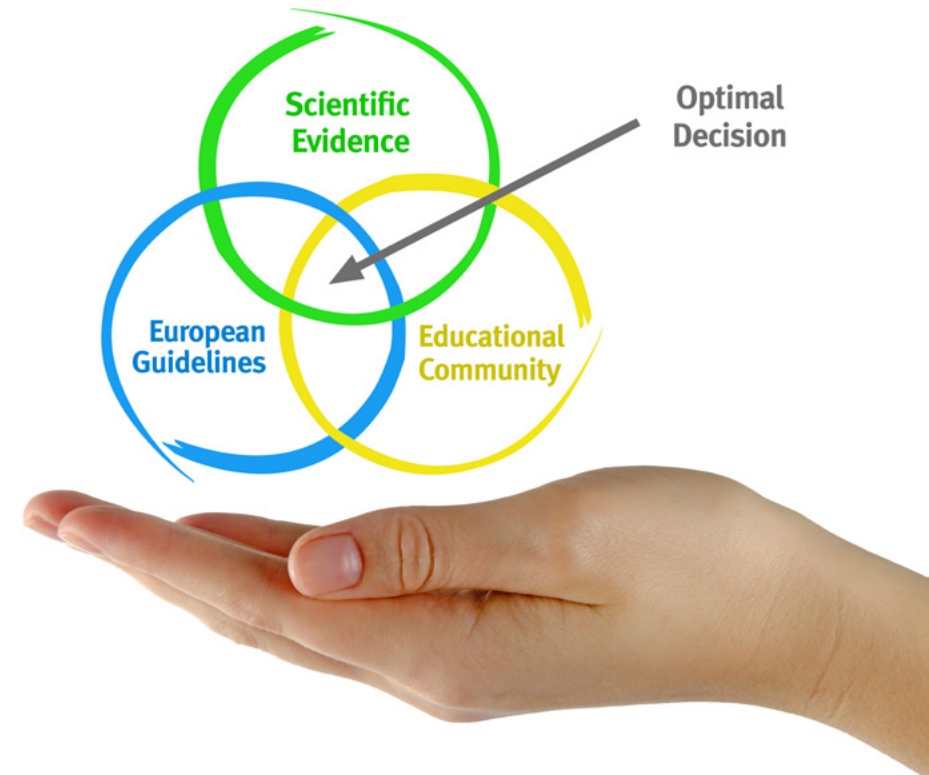 Scientific
Evidence
Optimal
Decision
European
Guidelines
Educational
Community